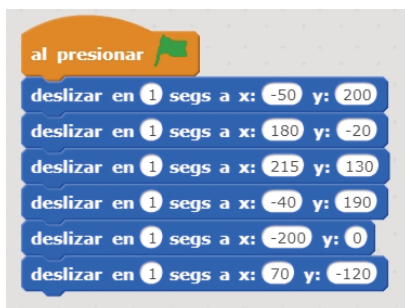 al presionar
deslizar en 1 segs a x: -50 y: 200
deslizar en 1 segs a x: 180 y: -20
deslizar en 1 segs a x: 215 y: 130
deslizar en 1 segs a x: -40 y: 190
deslizar en 1 segs a x: -200 y: 0
deslizar en 1 segs a x: 70 y: -120